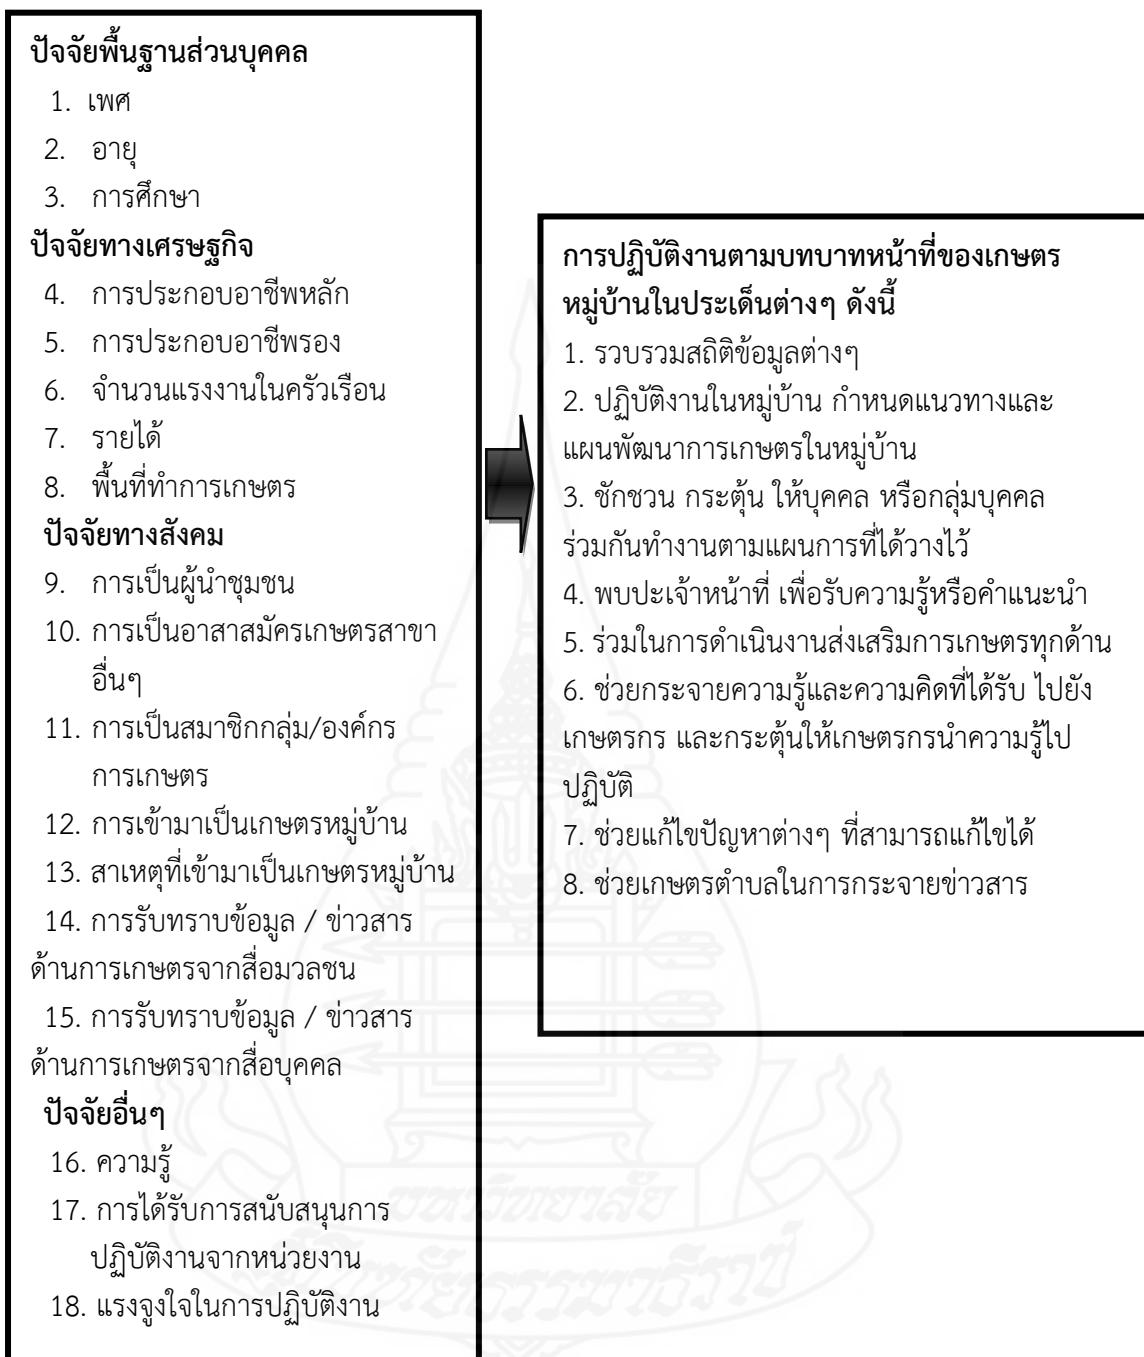 ปัจจัยพื้นฐานส่วนบุคคล
1. เพศ
2. อายุ
3. การศึกษา
ปัจจัยทางเศรษฐกิจ
4. การประกอบอาชีพหลัก
5. การประกอบอาชีพรอง
6. จำนวนแรงงานในครัวเรือน
7. รายได้
8. พื้นที่ทำการเกษตร
ปัจจัยทางสังคม
9. การเป็นผู้นำชุมชน
10. การเป็นอาสาสมัครเกษตรสาขา
อื่นๆ
11. การเป็นสมาชิกกลุ่ม/องค์กร
การเกษตร
12. การเข้ามาเป็นเกษตรหมู่บ้าน
13. สาเหตุที่เข้ามาเป็นเกษตรหมู่บ้าน
14. การรับทราบข้อมูล / ข่าวสาร
ด้านการเกษตรจากสื่อมวลชน
15. การรับทราบข้อมูล / ข่าวสาร
ด้านการเกษตรจากสื่อบุคคล
ปัจจัยอื่นๆ
16. ความรู้
17. การได้รับการสนับสนุนการ
ปฏิบัติงานจากหน่วยงาน
18. แรงจูงใจในการปฏิบัติงาน
การปฏิบัติงานตามบทบาทหน้าที่ของเกษตร
หมู่บ้านในประเด็นต่างๆ ดังนี้
1. รวบรวมสถิติข้อมูลต่างๆ
2. ปฏิบัติงานในหมู่บ้าน กำหนดแนวทางและ
แผนพัฒนาการเกษตรในหมู่บ้าน
3. ชักชวน กระตุ้น ให้บุคคล หรือกลุ่มบุคคล
ร่วมกันทำงานตามแผนการที่ได้วางไว้
4. พบปะเจ้าหน้าที่ เพื่อรับความรู้หรือคำแนะนำ
5. ร่วมในการดำเนินงานส่งเสริมการเกษตรทุกด้าน
6. ช่วยกระจายความรู้และความคิดที่ได้รับ ไปยัง
เกษตรกร และกระตุ้นให้เกษตรกรนำความรู้ไป
ปฏิบัติ
7. ช่วยแก้ไขปัญหาต่างๆ ที่สามารถแก้ไขได้
8. ช่วยเกษตรตำบลในการกระจายข่าวสาร
มหาวิทยาลัย
สุโขทัยธรรมาธิราช